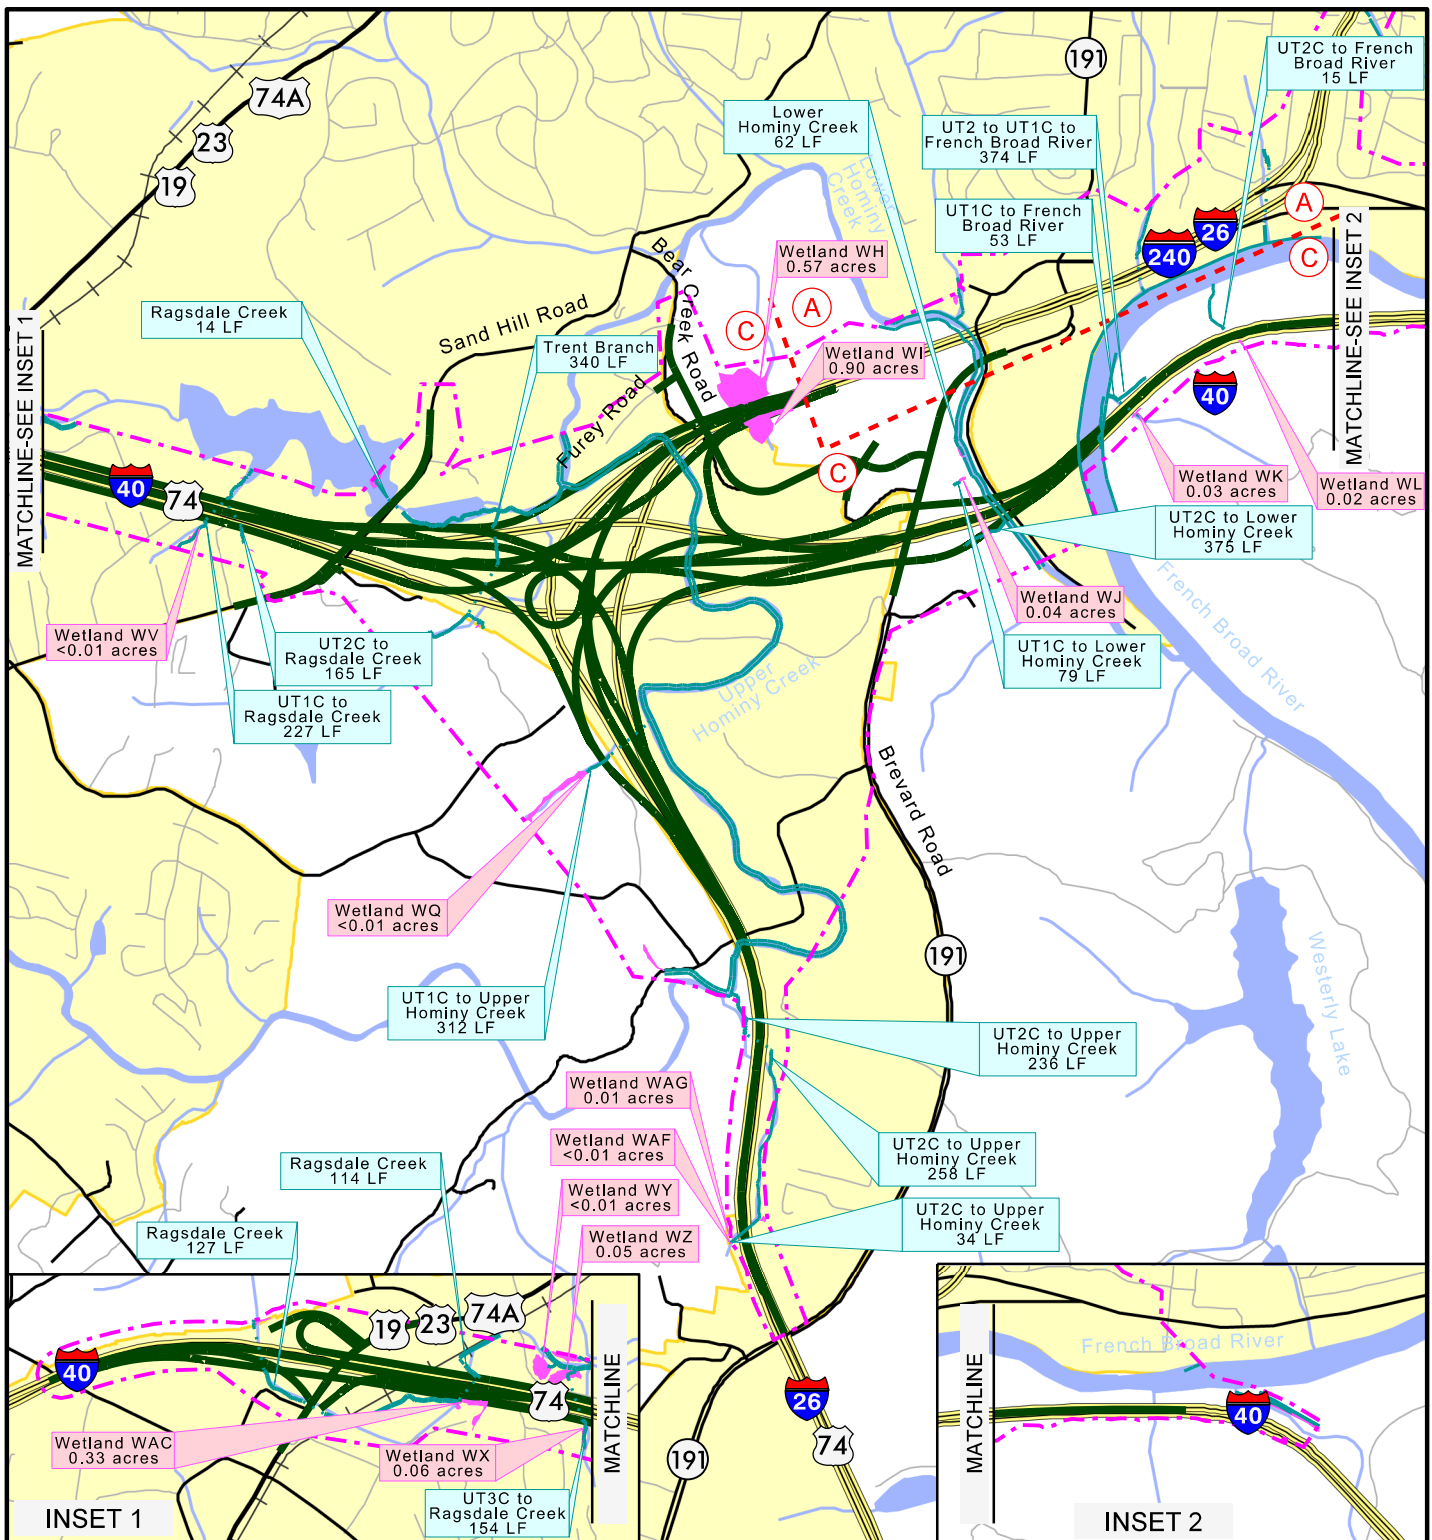 191
UT2C to French
Broad River
15 LF
74A
23
19
Lower
Hominy Creek
62 LF
UT2 to UT1C to
French Broad River
374 LF
Lower
Hominy
Creek
UT1C to French
Broad River
53 LF
A
26
240
C
MATCHLINE-SEE INSET 2
Wetland WH
0.57 acres
Bear Creek Road
Ragsdale Creek
14 LF
Sand Hill Road
A
C
Trent Branch
340 LF
Wetland WI
0.90 acres
MATCHLINE-SEE INSET 1
Furey Road
40
C
40
74
Wetland WK
0.03 acres
Wetland WL
0.02 acres
UT2C to Lower
Hominy Creek
375 LF
Wetland WJ
0.04 acres
French Broad River
Wetland WV
<0.01 acres
UT2C to
Ragsdale Creek
165 LF
UT1C to Lower
Hominy Creek
79 LF
UT1C to
Ragsdale Creek
227 LF
Upper
Hominy Creek
Brevard Road
Wetland WQ
<0.01 acres
191
Westerly Lake
UT1C to Upper
Hominy Creek
312 LF
UT2C to Upper
Hominy Creek
236 LF
Wetland WAG
0.01 acres
Wetland WAF
<0.01 acres
UT2C to Upper
Hominy Creek
258 LF
Ragsdale Creek
114 LF
Wetland WY
<0.01 acres
UT2C to Upper
Hominy Creek
34 LF
Ragsdale Creek
127 LF
Wetland WZ
0.05 acres
19
23
74A
40
74
MATCHLINE
Wetland WAC
0.33 acres
Wetland WX
0.06 acres
UT3C to
Ragsdale Creek
154 LF
INSET 1
26
74
191
French Broad River
MATCHLINE
40
INSET 2